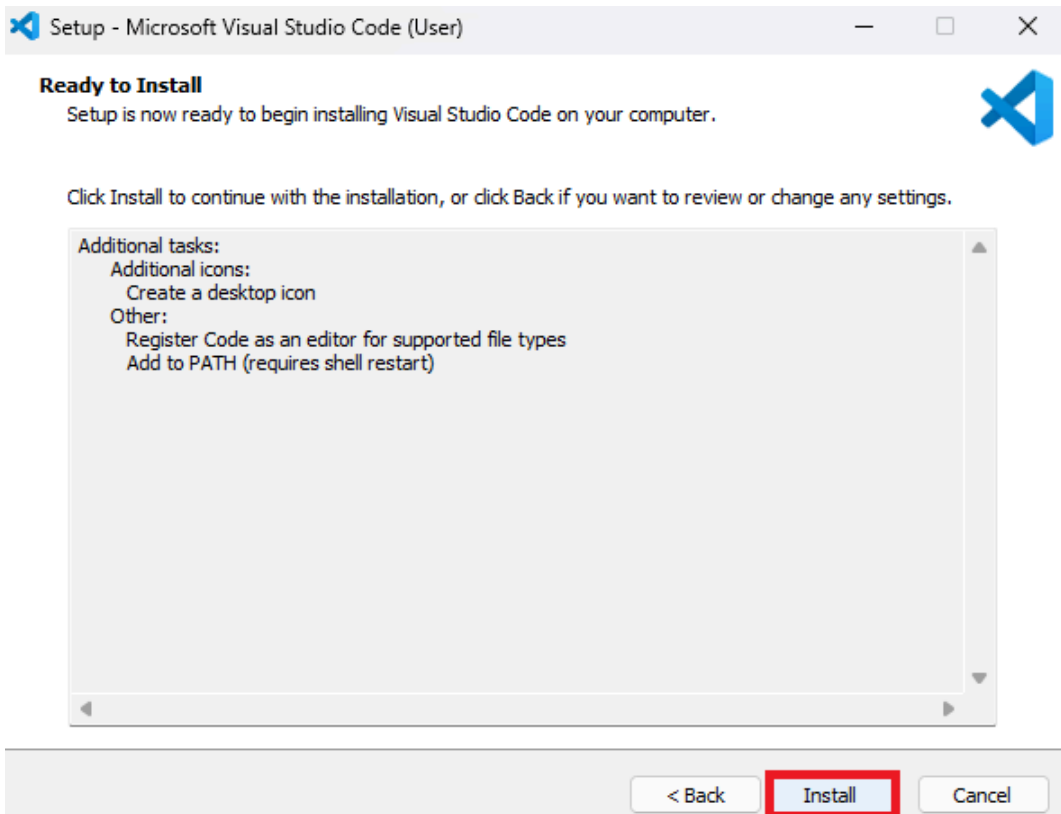 Setup - Microsoft Visual Studio Code (User)
Ready to Install
Setup is now ready to begin installing Visual Studio Code on your computer.
Click Install to continue with the installation, or click Back if you want to review or change any settings.
Additional tasks:
Additional icons:
Create a desktop icon
Other:
Register Code as an editor for supported file types
Add to PATH (requires shell restart)
< Back
Install
Cancel